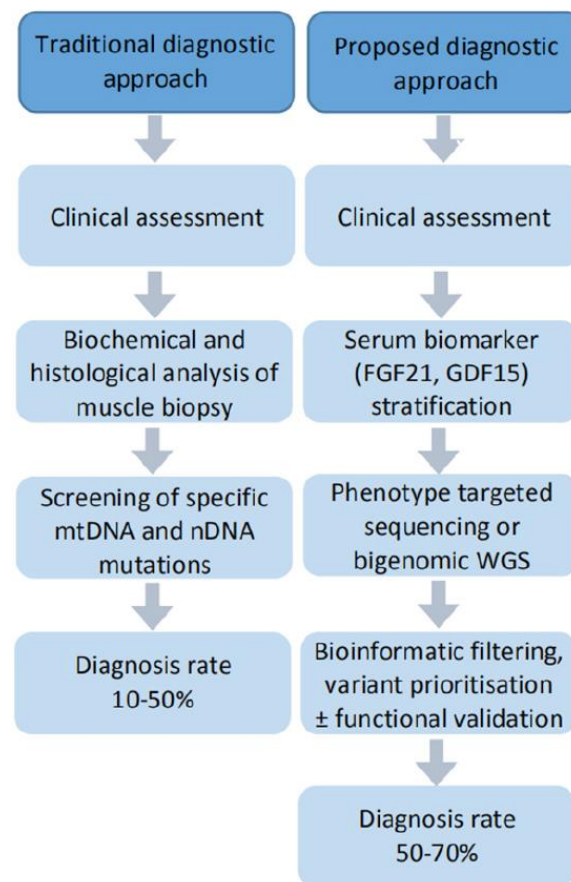 Traditional diagnostic
approach
Clinical assessment
Biochemical and
histological analysis of
muscle biopsy
Screening of specific
mtDNA and nDNA
mutations
Diagnosis rate
10-50%
Proposed diagnostic
approach
Clinical assessment
Serum biomarker
(FGF21, GDF15)
stratification
Phenotype targeted
sequencing or
bigenomic WGS
Bioinformatic filtering,
variant prioritisation
± functional validation
Diagnosis rate
50-70%